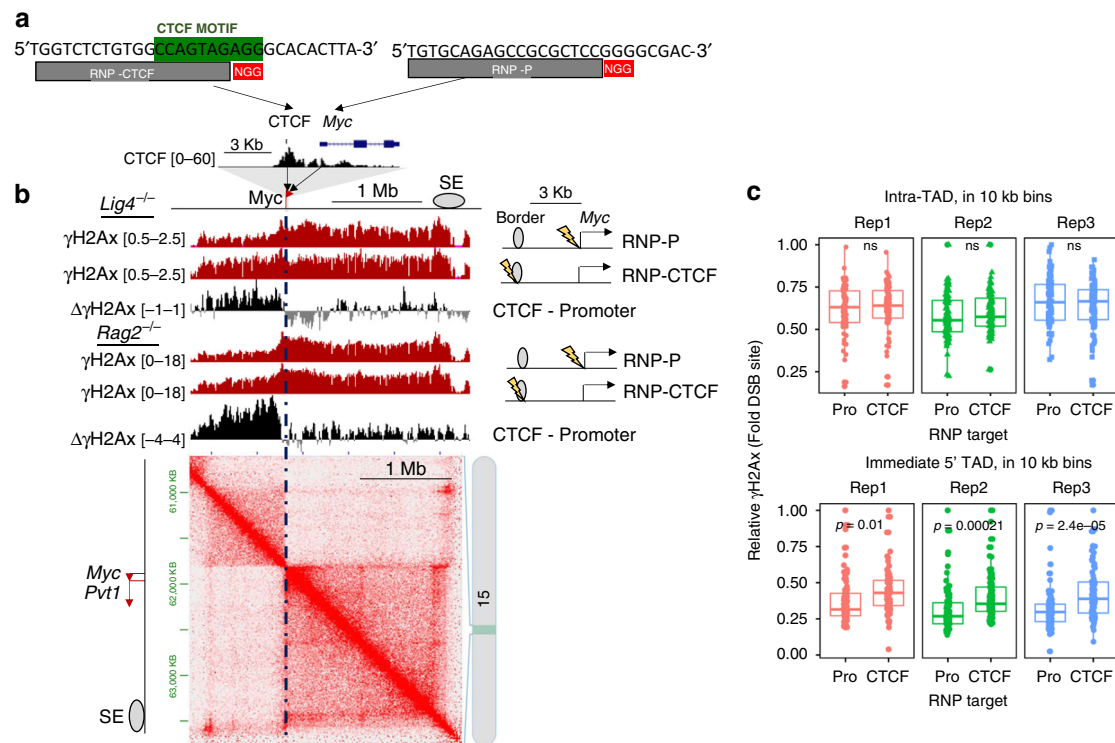 a
CTCF MOTIF
5′TGGTCTCTGTGGCCAGTAGAGGGCACACTTA-3′
RNP -CTCF
NGG
5′TGTGCAGAGCCGCGCTCCGGGGCGAC-3′
RNP -P
NGG
CTCF
Myc
3 Kb
CTCF [0–60]
b
Lig4−/−
Myc
1 Mb
SE
3 Kb
Border
Myc
γH2Ax [0.5–2.5]
RNP-P
γH2Ax [0.5–2.5]
RNP-CTCF
ΔγH2Ax [−1–1]
CTCF - Promoter
Rag2−/−
γH2Ax [0–18]
RNP-P
γH2Ax [0–18]
RNP-CTCF
ΔγH2Ax [−4–4]
CTCF - Promoter
1 Mb
61,000 KB
62,000 KB
63,000 KB
Myc
Pvt1
SE
15
c
Intra-TAD, in 10 kb bins
Rep1
Rep2
Rep3
ns
ns
ns
1.00
0.75
0.50
0.25
Pro CTCF
Pro CTCF
Pro CTCF
RNP target
Relative γH2Ax (Fold DSB site)
Immediate 5′ TAD, in 10 kb bins
Rep1
Rep2
Rep3
p = 0.01
p = 0.00021
p = 2.4e−05
1.00
0.75
0.50
0.25
0.00
Pro CTCF
Pro CTCF
Pro CTCF
RNP target